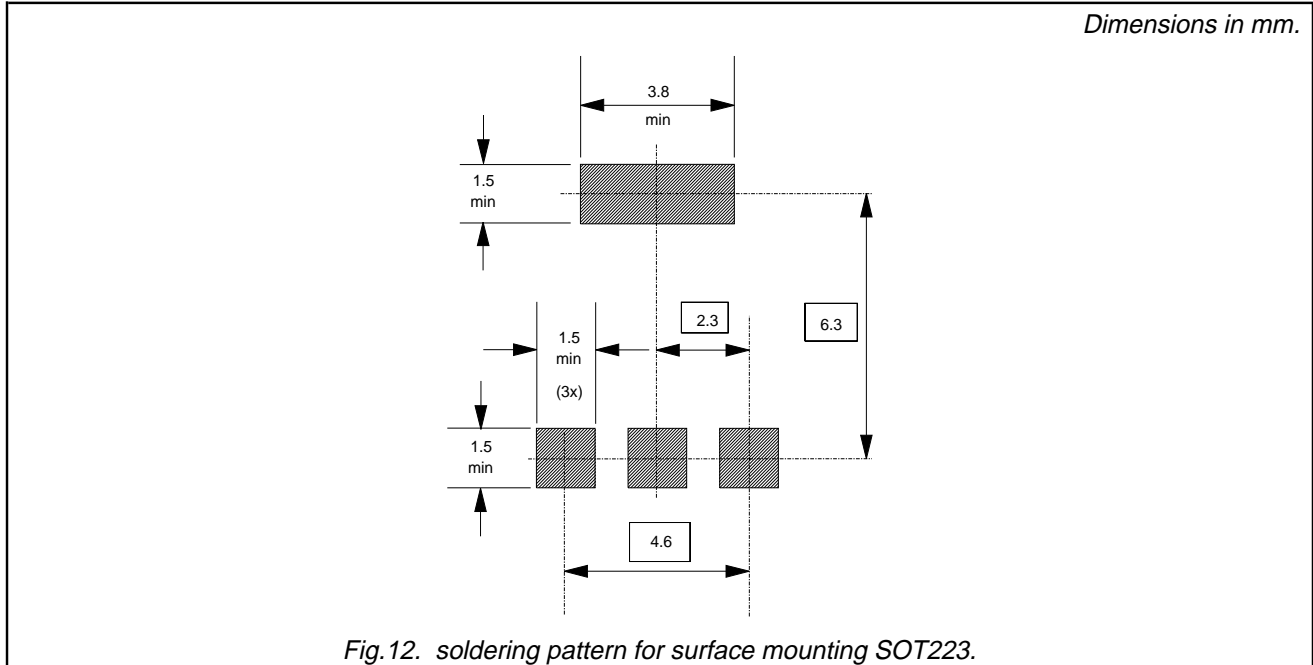 Dimensions in mm.
3.8
min
1.5
min
2.3
6.3
1.5
min
(3x)
1.5
min
4.6
Fig.12. soldering pattern for surface mounting SOT223.